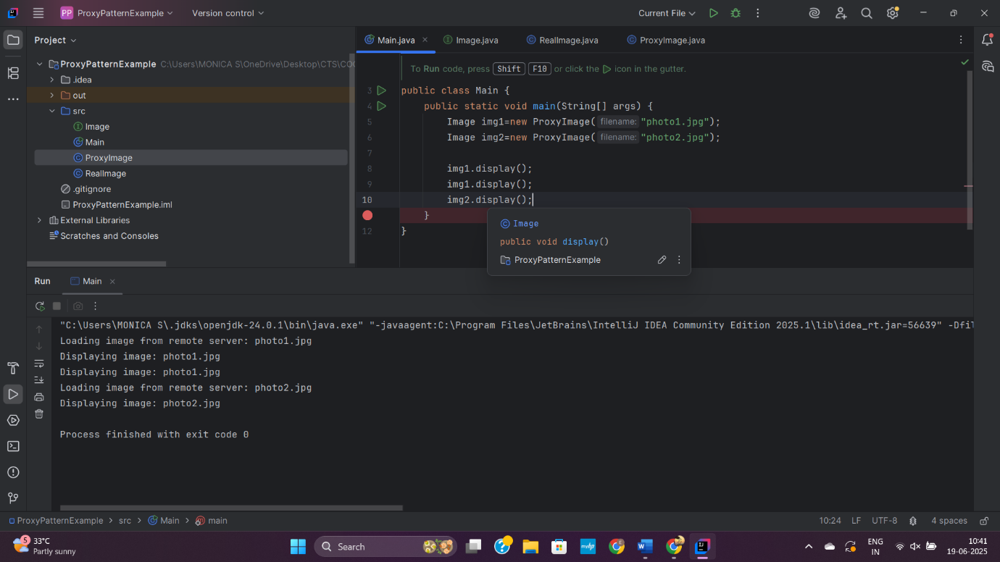 PP ProxyPatternExample Version control Current File
Project
Main.java Image.java RealImage.java ProxyImage.java
ProxyPatternExample C:\Users\MONICA S\OneDrive\Desktop\CTS\COG
.idea
out
src
Image
Main
ProxyImage
RealImage
.gitignore
ProxyPatternExample.iml
External Libraries
Scratches and Consoles
To Run code, press Shift F10 or click the icon in the gutter.
3 public class Main {
4 public static void main(String[] args) {
5 Image img1=new ProxyImage( filename: "photo1.jpg");
6 Image img2=new ProxyImage( filename: "photo2.jpg");
7
8 img1.display();
9 img1.display();
10 img2.display();
}
12 }
Image
public void display()
ProxyPatternExample
Run Main
"C:\Users\MONICA S\.jdks\openjdk-24.0.1\bin\java.exe" "-javaagent:C:\Program Files\JetBrains\IntelliJ IDEA Community Edition 2025.1\lib\idea_rt.jar=56639" -Dfil
Loading image from remote server: photo1.jpg
Displaying image: photo1.jpg
Displaying image: photo1.jpg
Loading image from remote server: photo2.jpg
Displaying image: photo2.jpg
Process finished with exit code 0
ProxyPatternExample > src > Main > main 10:24 LF UTF-8 4 spaces
5 33°C
Partly sunny
Search
ENG
IN
10:41
19-06-2025